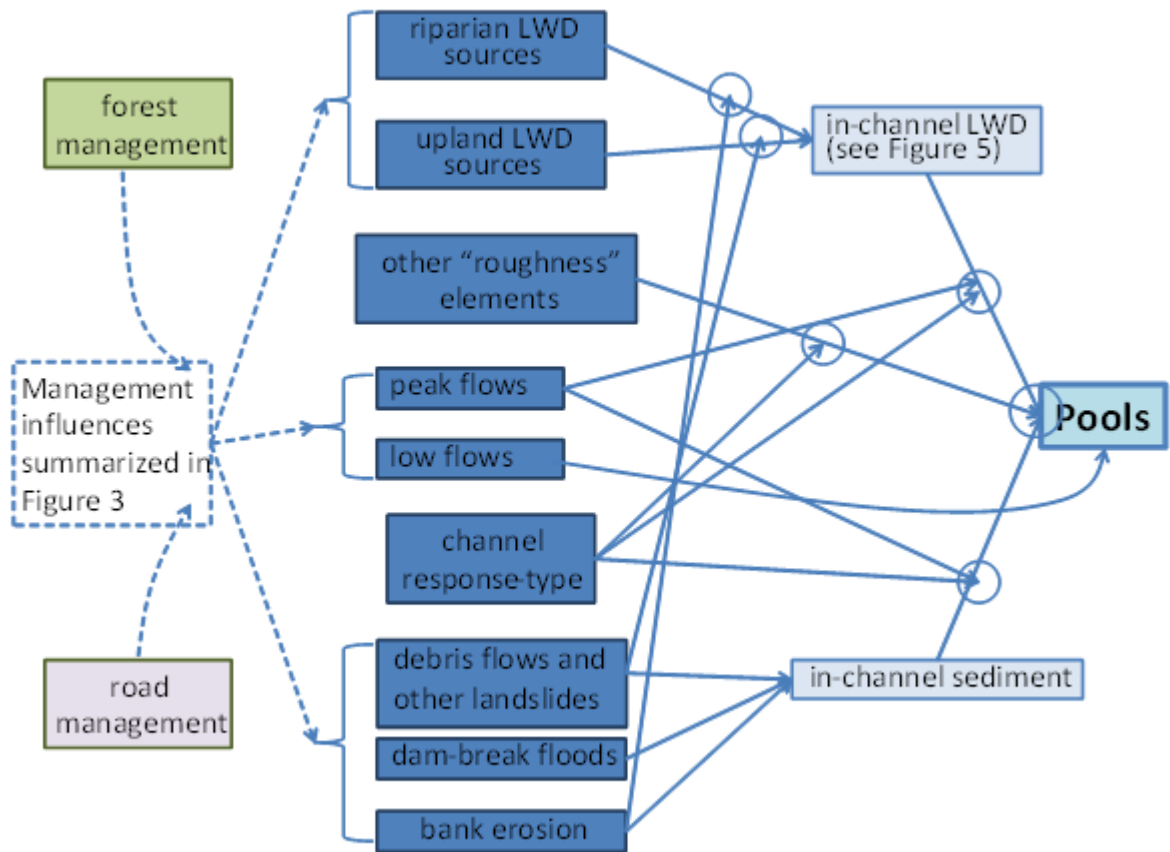 riparian LWD
sources
forest
management
upland LWD
sources
in-channel LWD
(see Figure 5)
other “roughness”
elements
Management
influences
summarized in
Figure 3
peak flows
low flows
Pools
channel
response-type
debris flows and
other landslides
in-channel sediment
road
management
dam-break floods
bank erosion